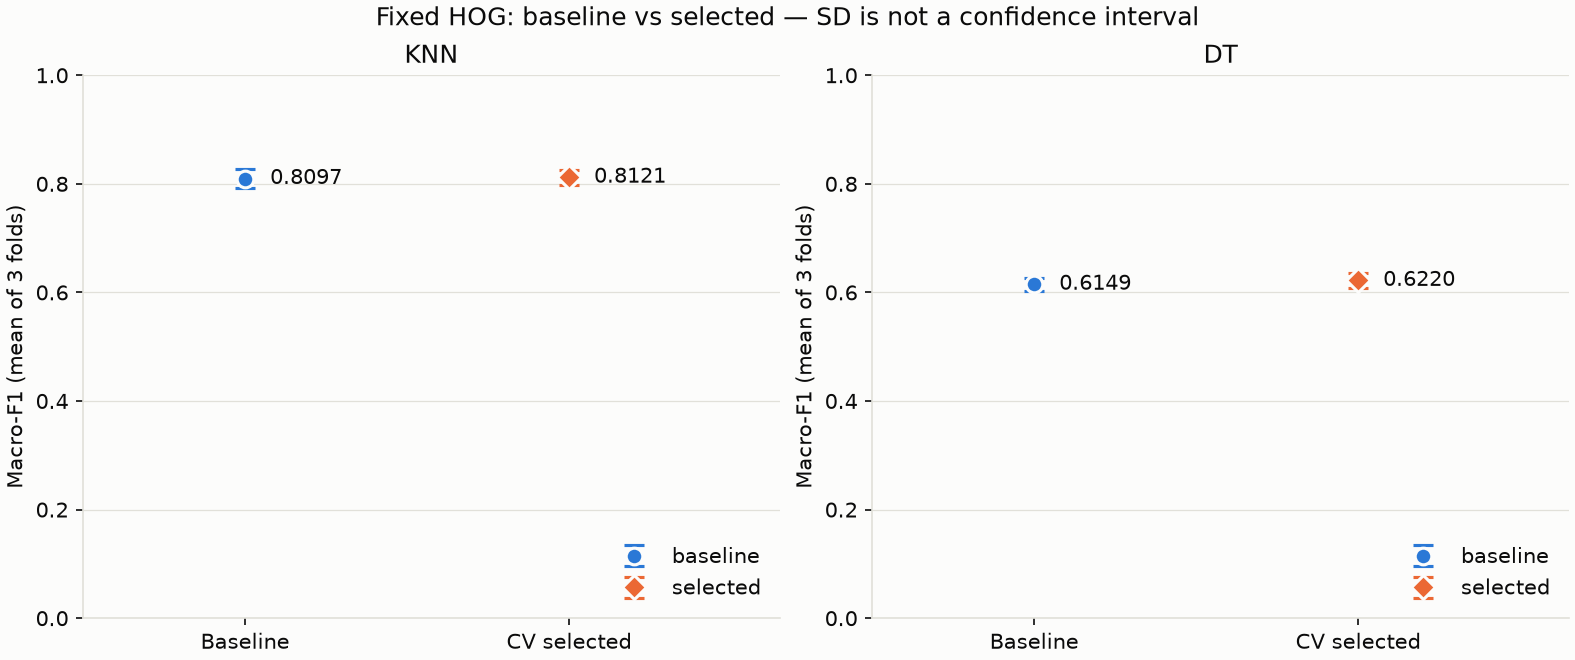 Fixed HOG: baseline vs selected — SD is not a confidence interval
KNN
Macro-F1 (mean of 3 folds)
1.0
0.8
0.6
0.4
0.2
0.0
0.8097
0.8121
baseline
selected
Baseline
CV selected
DT
Macro-F1 (mean of 3 folds)
1.0
0.8
0.6
0.4
0.2
0.0
0.6149
0.6220
baseline
selected
Baseline
CV selected